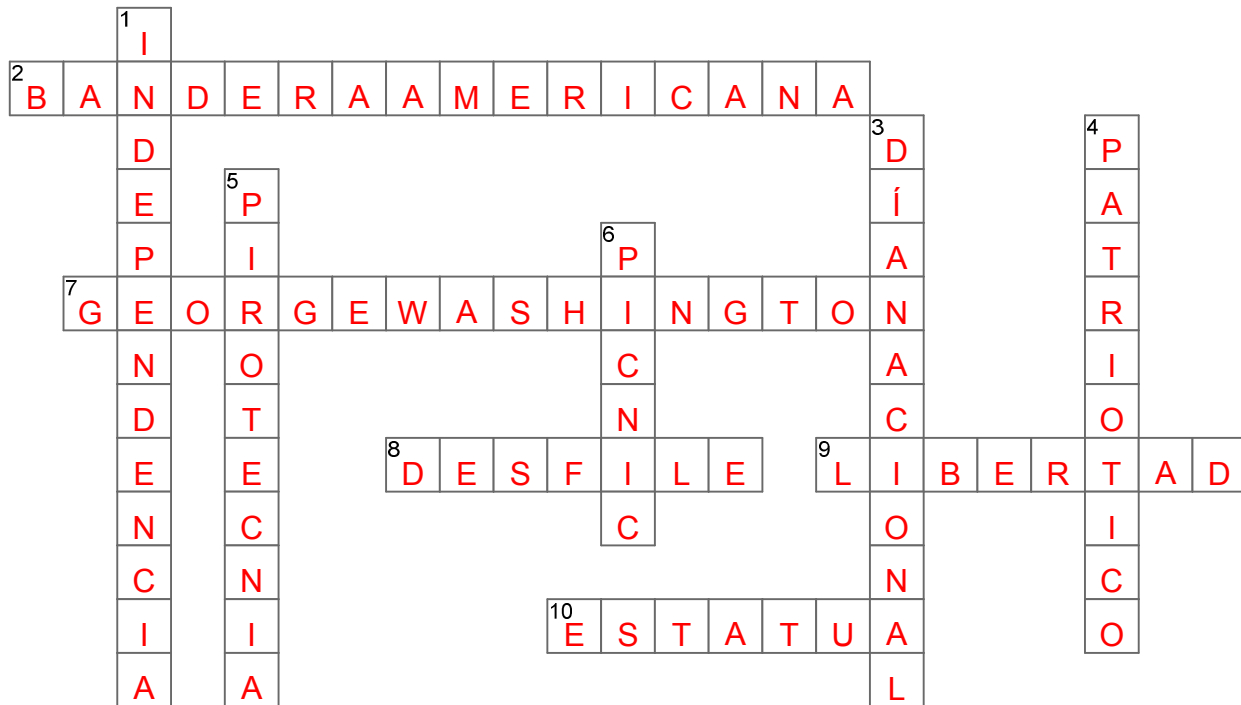 1 INDEPENDENCIA
2 BANDERAAMERICANA
3 DÍANACIONAL
4 PATRIOTICO
5 PIROTECNIA
6 PICNIC
7 GEORGEWASHINGTON
8 DESFILE
9 LIBERTAD
10 ESTATUA